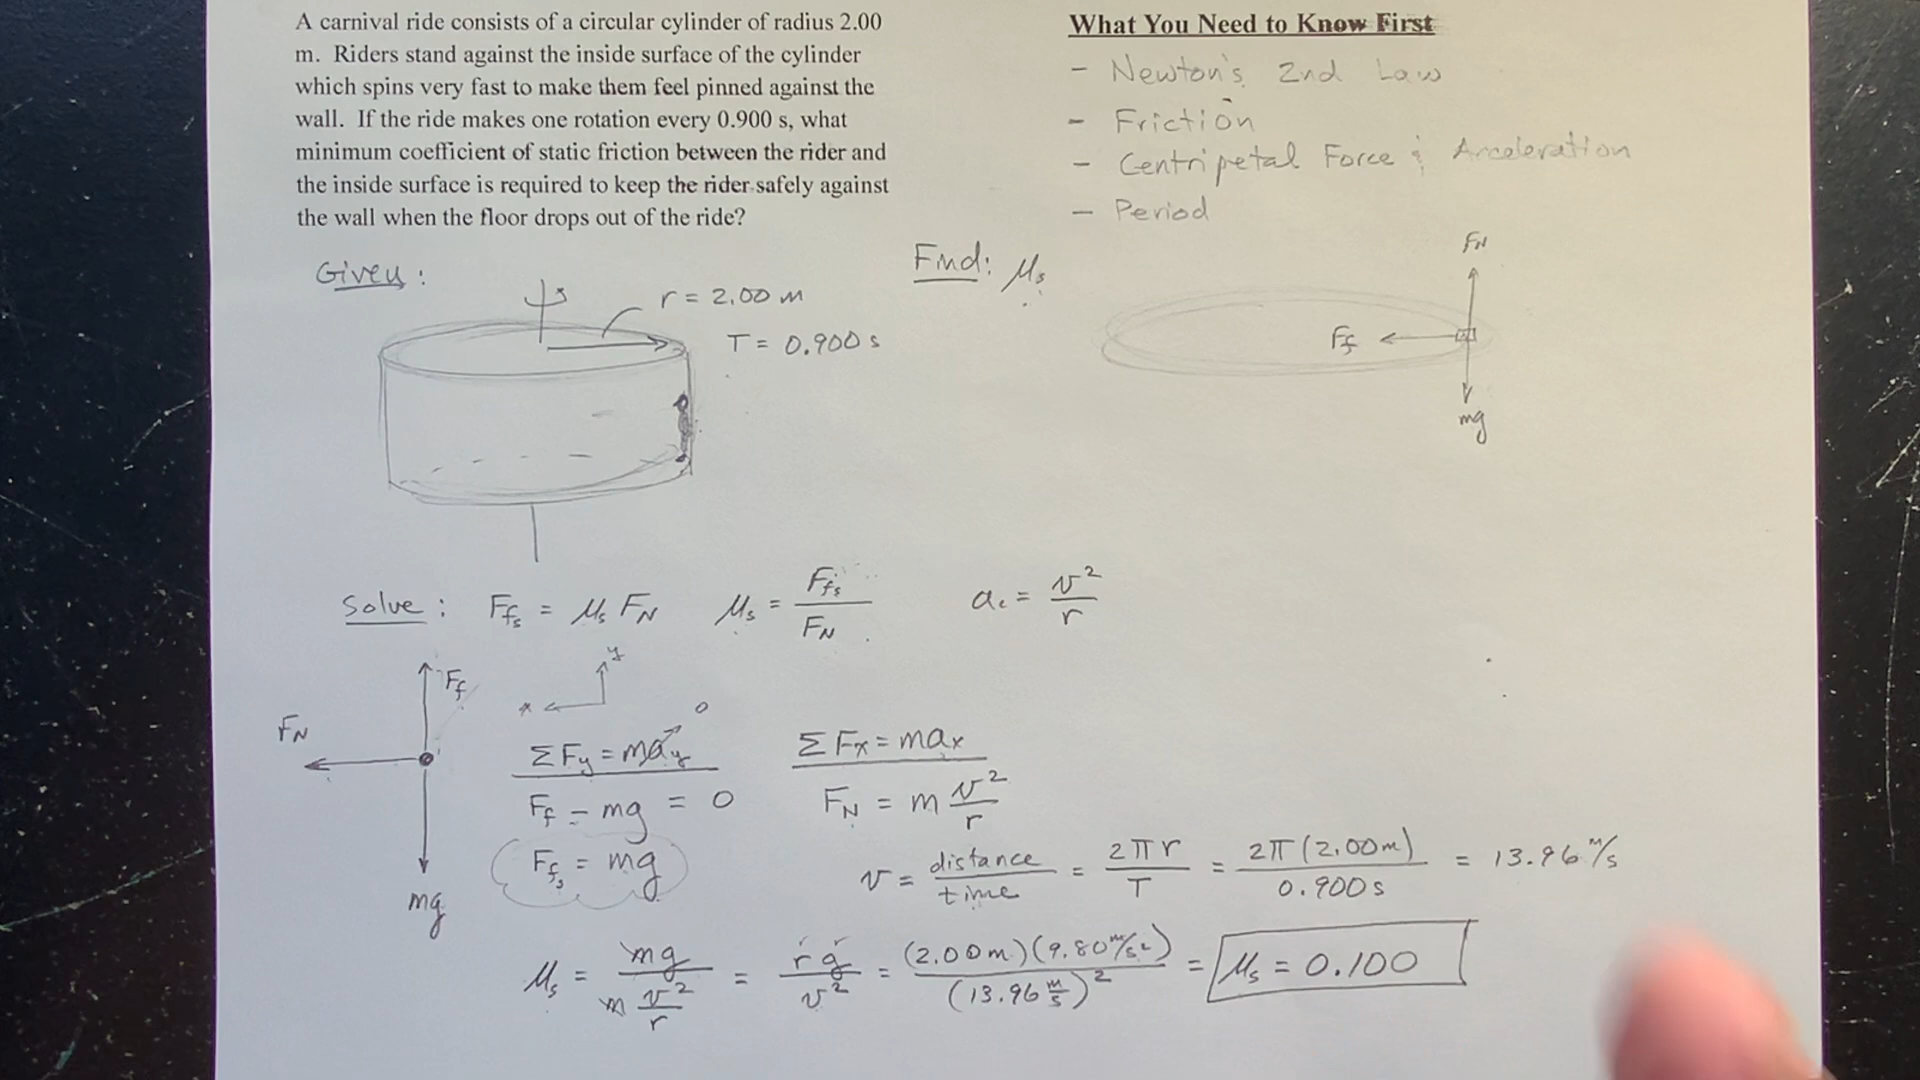 A carnival ride consists of a circular cylinder of radius 2.00
m. Riders stand against the inside surface of the cylinder
which spins very fast to make them feel pinned against the
wall. If the ride makes one rotation every 0.900 s, what
minimum coefficient of static friction between the rider and
the inside surface is required to keep the rider safely against
the wall when the floor drops out of the ride?
What You Need to Know First
- Newton's 2nd Law
- Friction
- Centripetal Force & Acceleration
- Period
Given:
r = 2.00 m
T = 0.900 s
Find: μs
FN
Ff
mg
Solve: Ffs = μs FN   μs = Ffs / FN   ac = v² / r
Ff
FN
mg
y
x
ΣFy = may 0
Ff - mg = 0
Ffs = mg
ΣFx = max
FN = m v² / r
v = distance / time = 2πr / T = 2π(2.00m) / 0.900s = 13.96 m/s
μs = mg / m v²/r = rg / v² = (2.00m)(9.80 m/s²) / (13.96 m/s)² = μs = 0.100